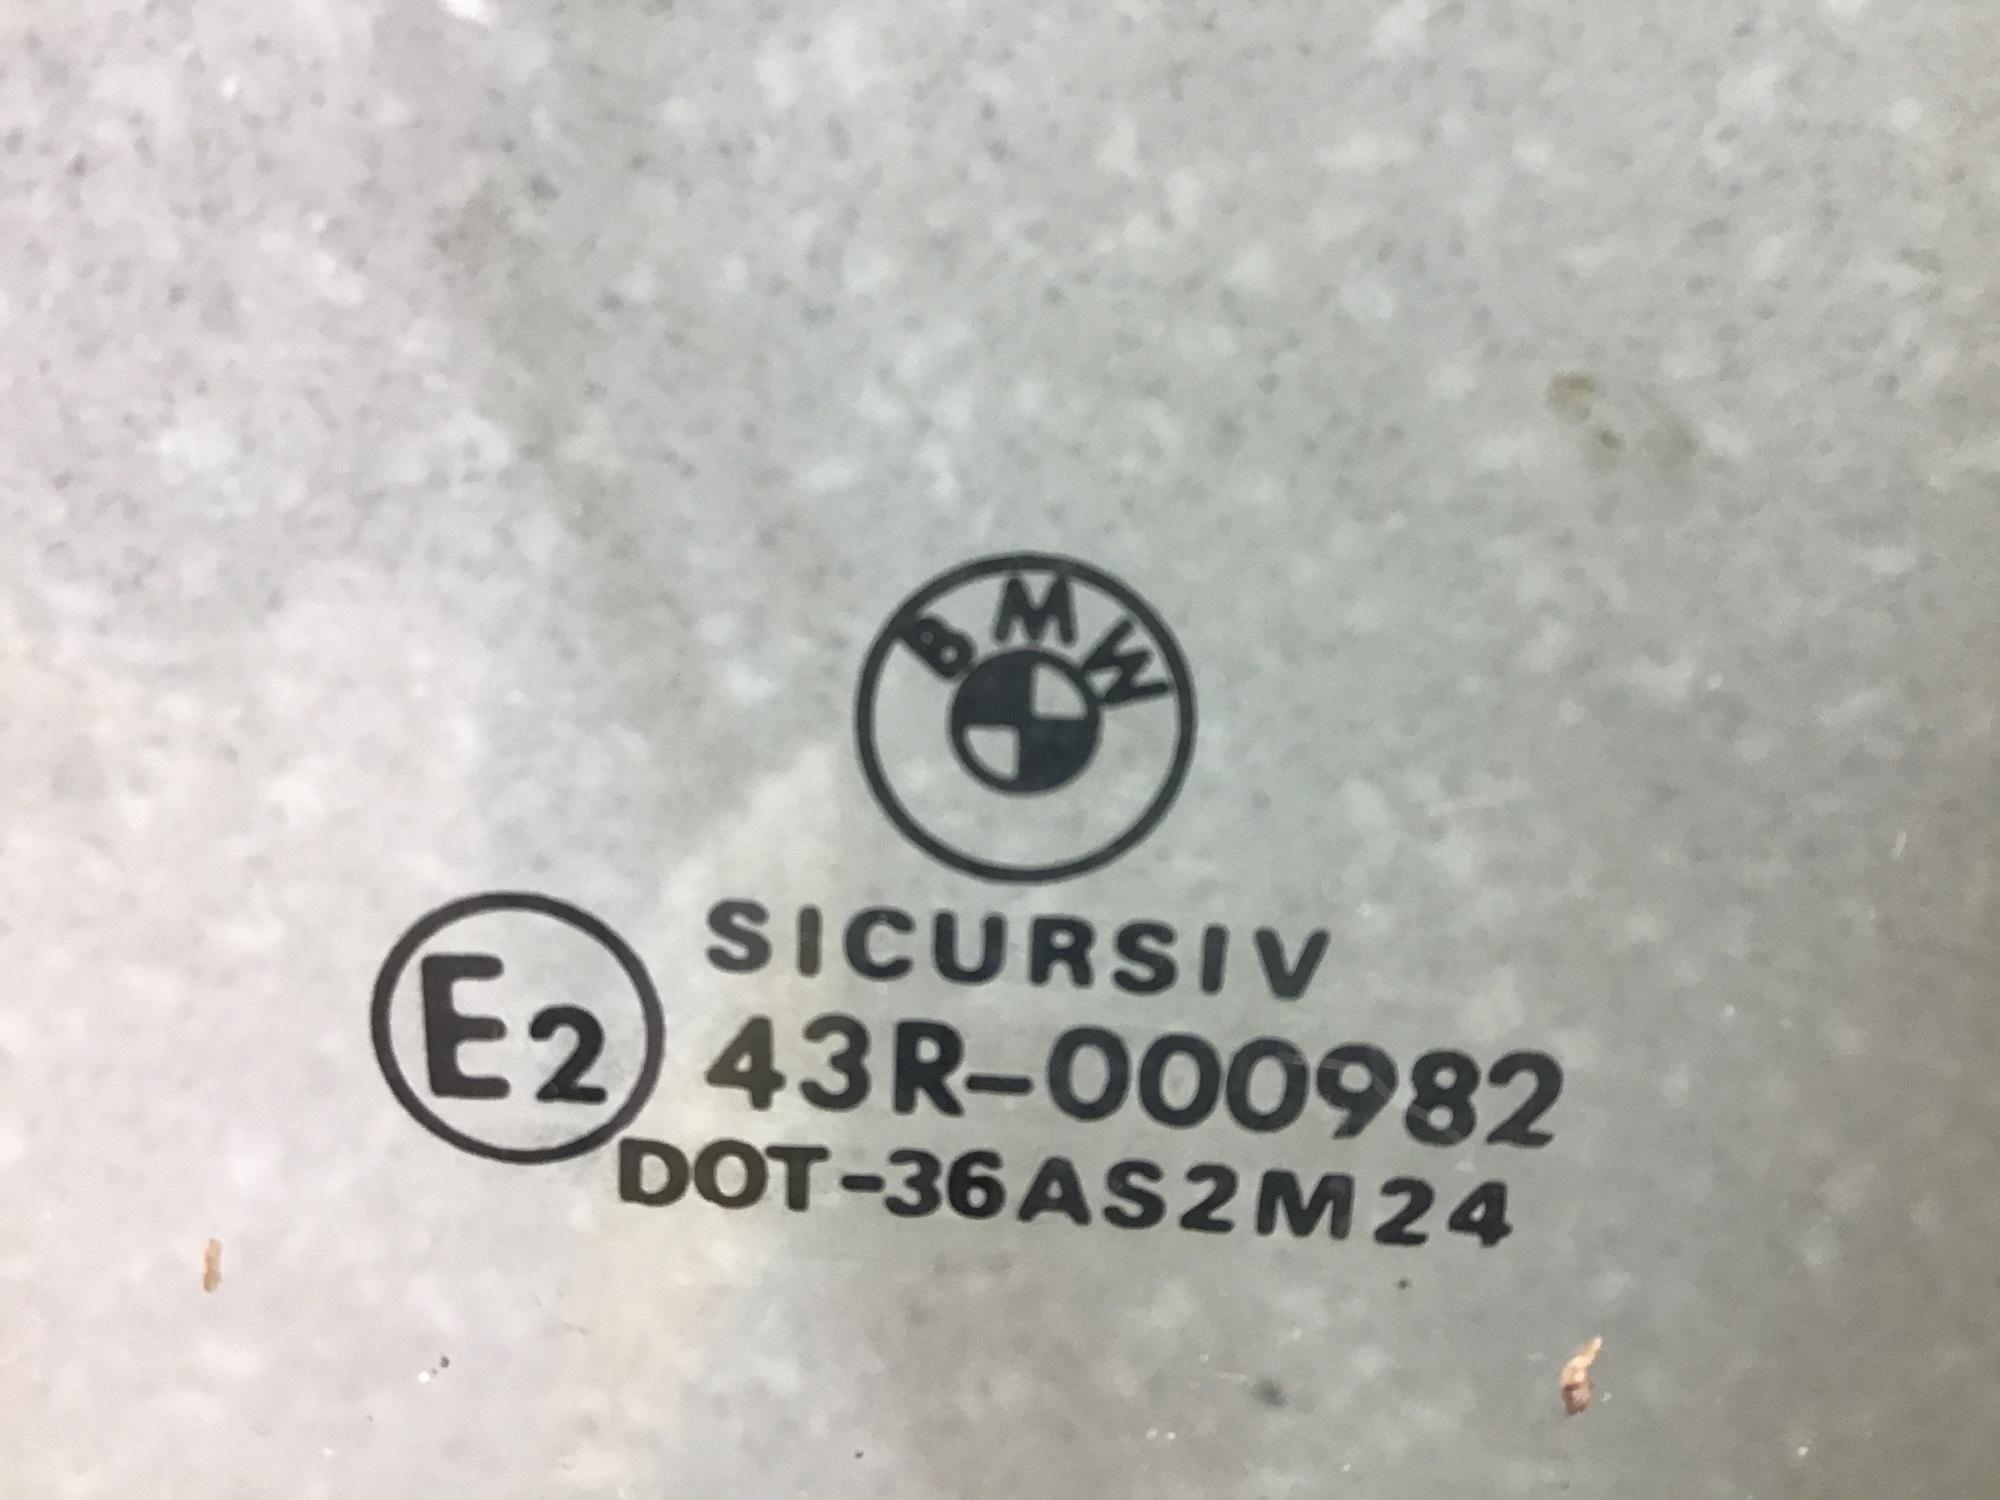 BMW
SICURSIV
E2
43R-000982
DOT-36AS2M24